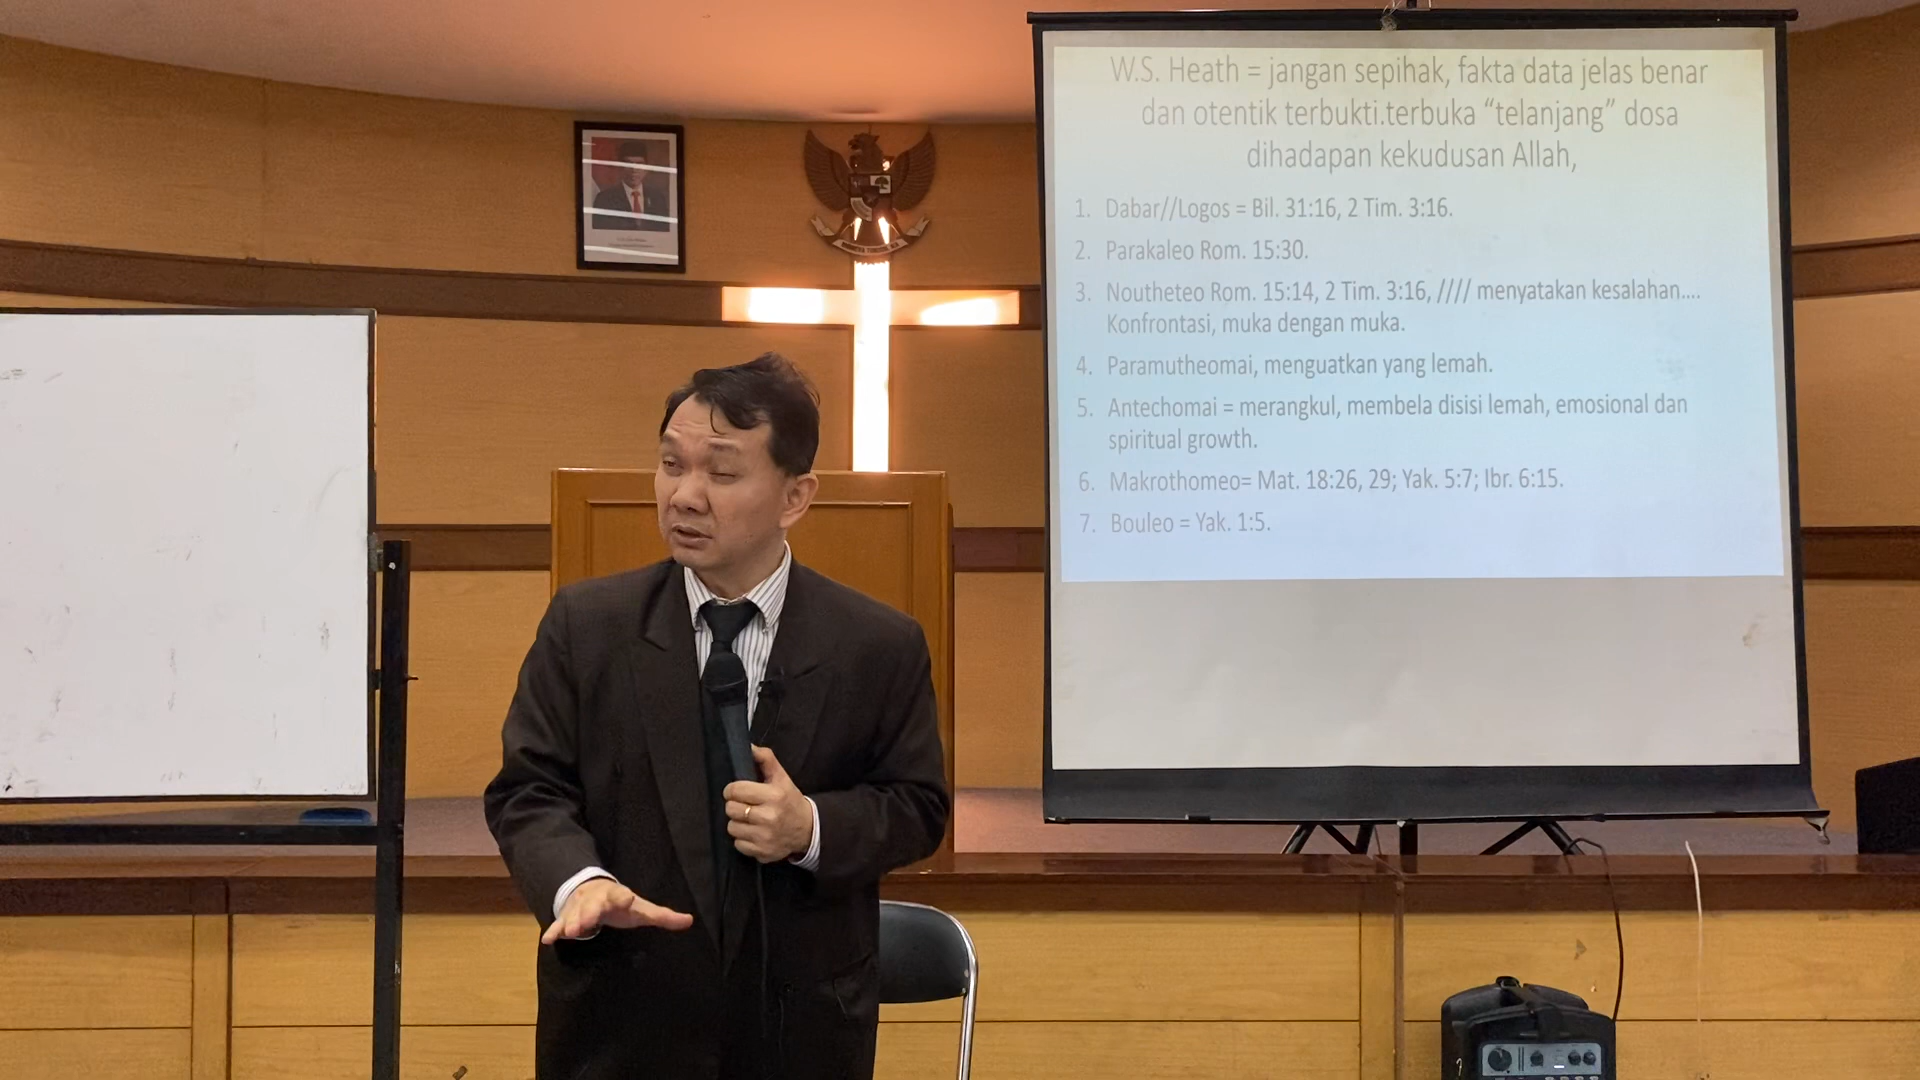 W.S. Heath = jangan sepihak, fakta data jelas benar
dan otentik terbukti.terbuka “telanjang” dosa
dihadapan kekudusan Allah,
1. Dabar//Logos = Bil. 31:16, 2 Tim. 3:16.
2. Parakaleo Rom. 15:30.
3. Noutheteo Rom. 15:14, 2 Tim. 3:16, //// menyatakan kesalahan....
Konfrontasi, muka dengan muka.
4. Paramutheomai, menguatkan yang lemah.
5. Antechomai = merangkul, membela disisi lemah, emosional dan
spiritual growth.
6. Makrothomeo= Mat. 18:26, 29; Yak. 5:7; Ibr. 6:15.
7. Bouleo = Yak. 1:5.